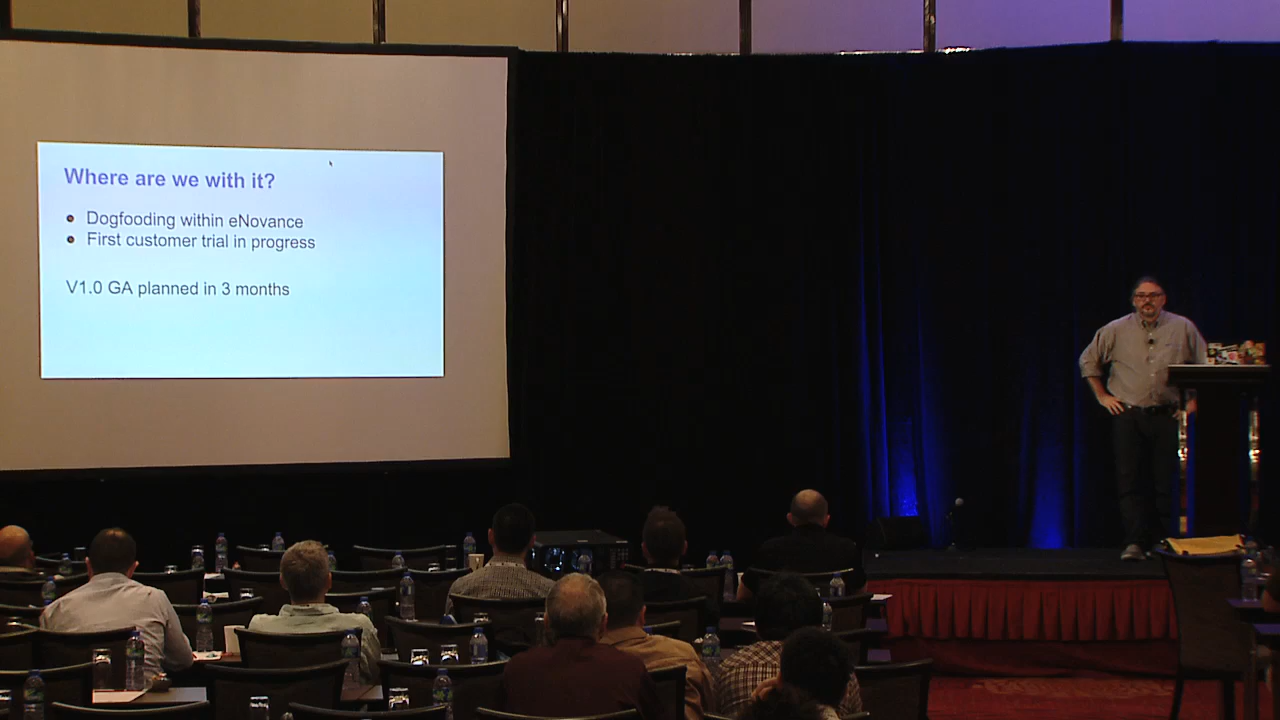 Where are we with it?
Dogfooding within eNovance
First customer trial in progress
V1.0 GA planned in 3 months